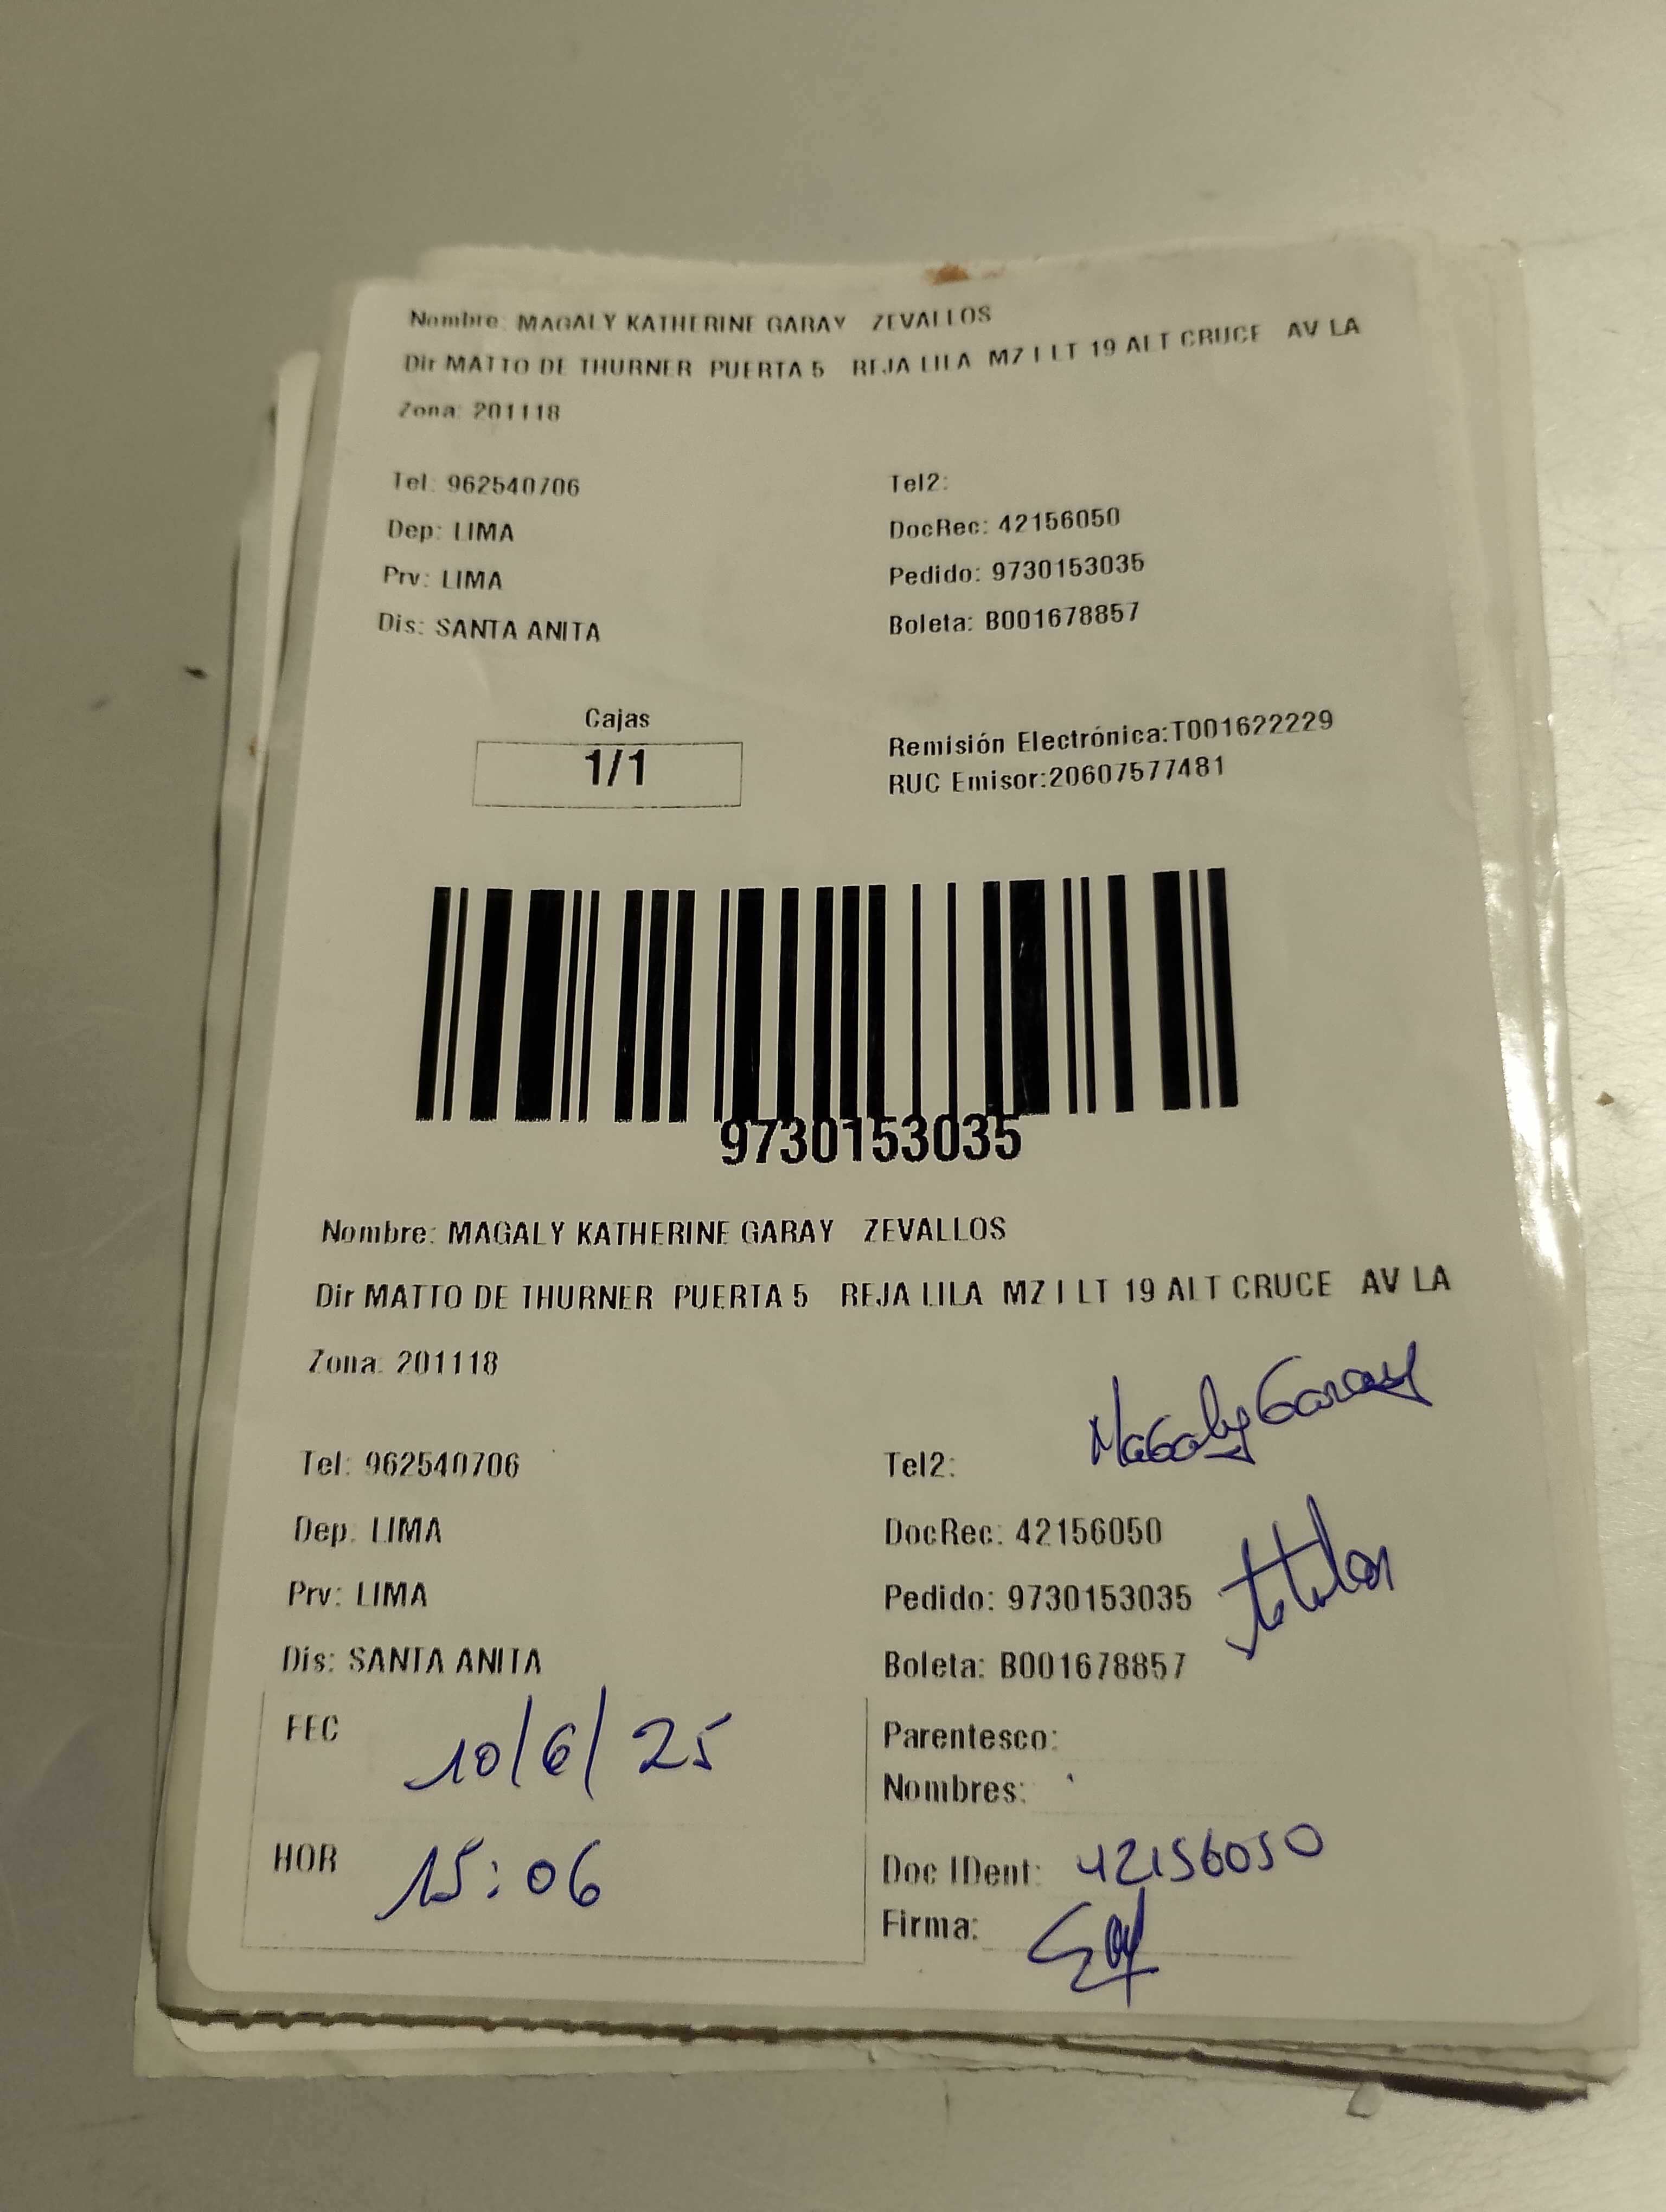 Nombre: MAGALY KATHERINE GARAY ZEVALLOS
Dir MATTO DE THURNER PUERTA 5 REJA LILA MZ I LT 19 ALT CRUCE AV LA
Zona: 201118
Tel: 962540706 Tel2:
Dep: LIMA DocRec: 42156050
Prv: LIMA Pedido: 9730153035
Dis: SANTA ANITA Boleta: B001678857
Cajas
1/1
Remisión Electrónica:T001622229
RUC Emisor:20607577481
9730153035
Nombre: MAGALY KATHERINE GARAY ZEVALLOS
Dir MATTO DE THURNER PUERTA 5 REJA LILA MZ I LT 19 ALT CRUCE AV LA
Zona: 201118
Magaly Garay
Tel: 962540706 Tel2:
Dep: LIMA DocRec: 42156050
Prv: LIMA Pedido: 9730153035 titular
Dis: SANTA ANITA Boleta: B001678857
FEC 10/6/25 Parentesco:
Nombres:
HOR 15:06 Doc IDent: 42156050
Firma: